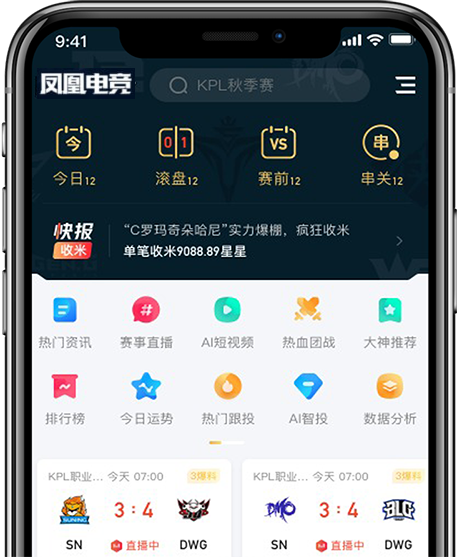 9:41
凤凰电竞
KPL秋季赛
今
0 1
VS
串
今日12
滚盘12
赛前12
串关12
快报
收米
“C罗玛奇朵哈尼”实力爆棚，疯狂收米
单笔收米9088.89星星
热门资讯
赛事直播
AI短视频
热血团战
大神推荐
排行榜
今日运势
热门跟投
AI智投
数据分析
KPL职业... 今天 07:00
3爆料
KPL职业... 今天 07:00
3爆料
SUNING
3:4
DMO
3:4
BLG
SN
直播中
DWG
SN
直播中
DWG